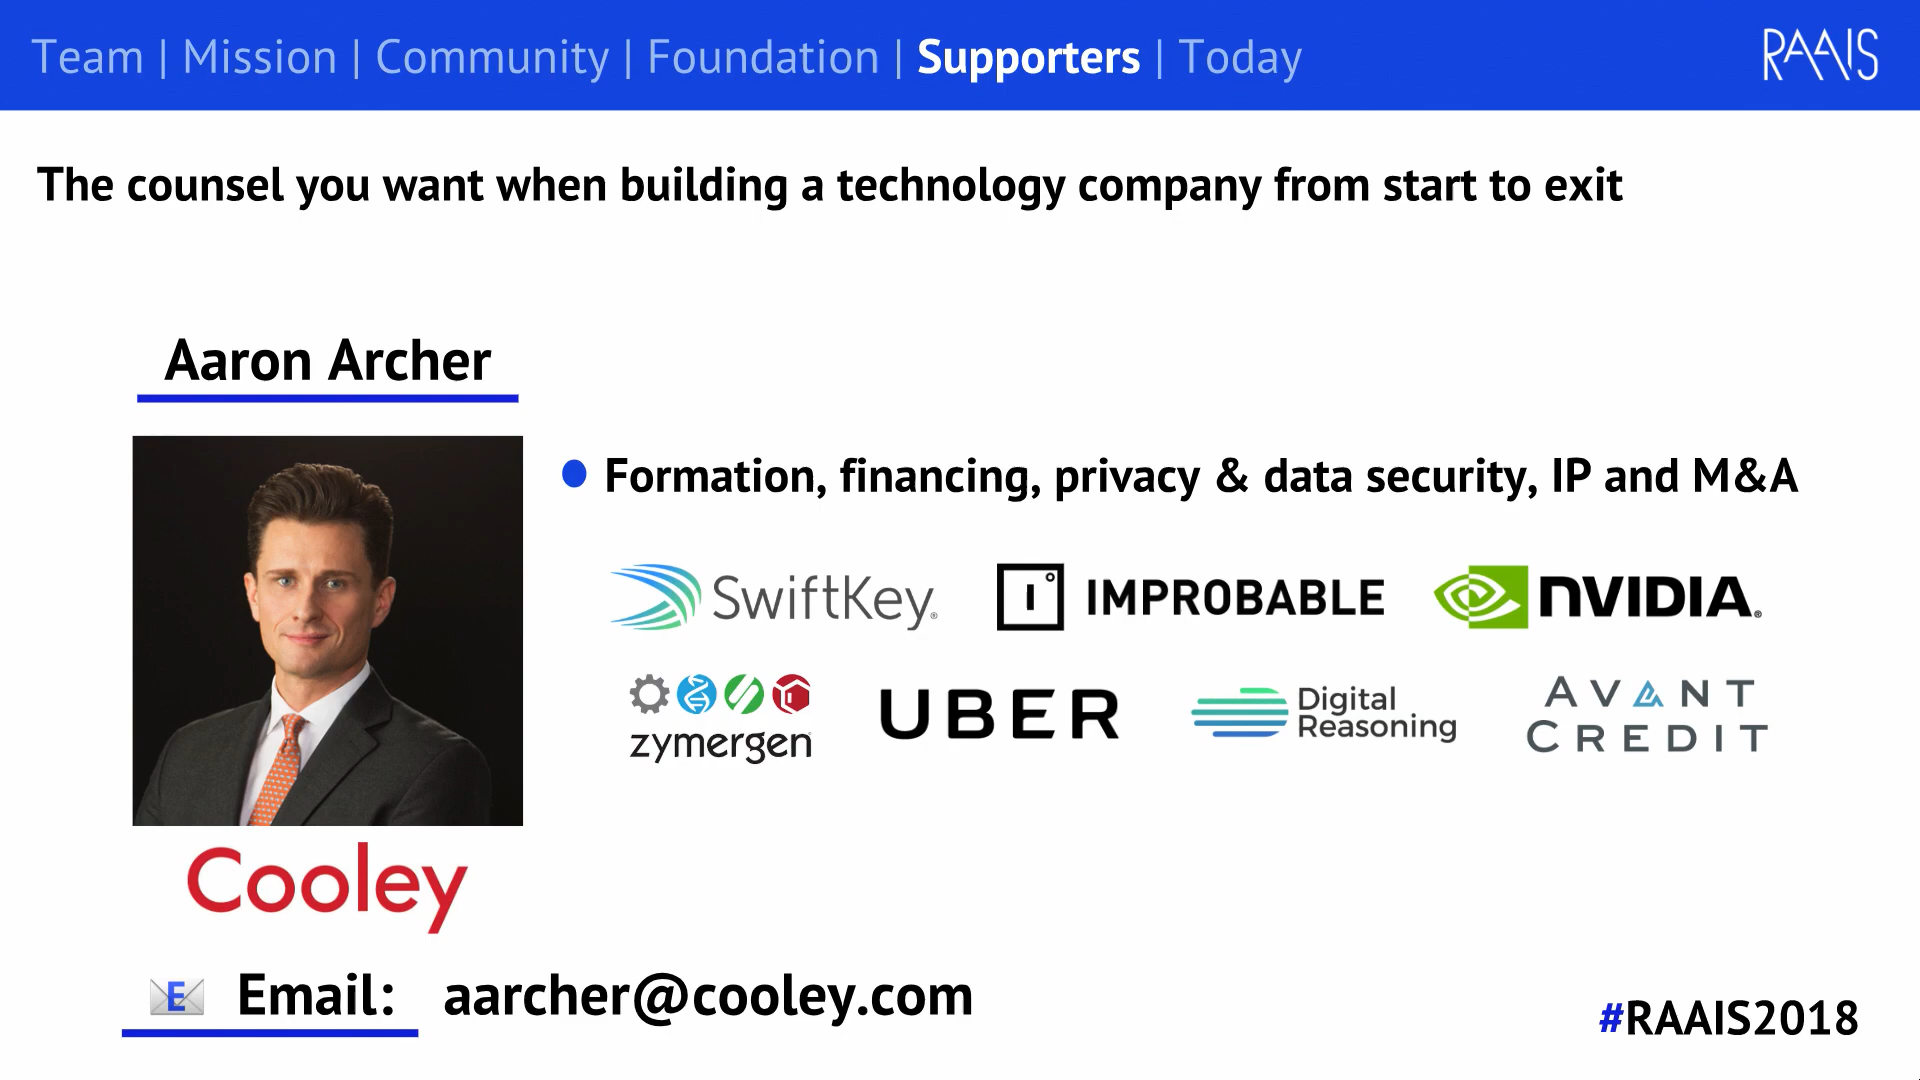 Team | Mission | Community | Foundation | Supporters | Today
RAAIS
The counsel you want when building a technology company from start to exit
Aaron Archer
• Formation, financing, privacy & data security, IP and M&A
SwiftKey®
I° IMPROBABLE
NVIDIA®
zymergen
UBER
Digital
Reasoning
AVANT
CREDIT
Cooley
E Email: aarcher@cooley.com
#RAAIS2018